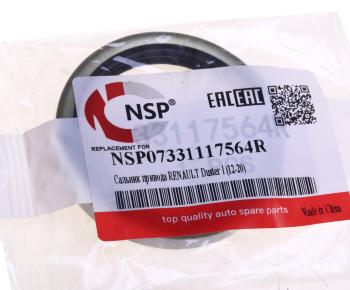 NSP®
EAC EAC
33117564R
REPLACEMENT FOR
NSP07331117564R
Сальник привода RENAULT Duster I (12-20)
top quality auto spare parts
Made in China